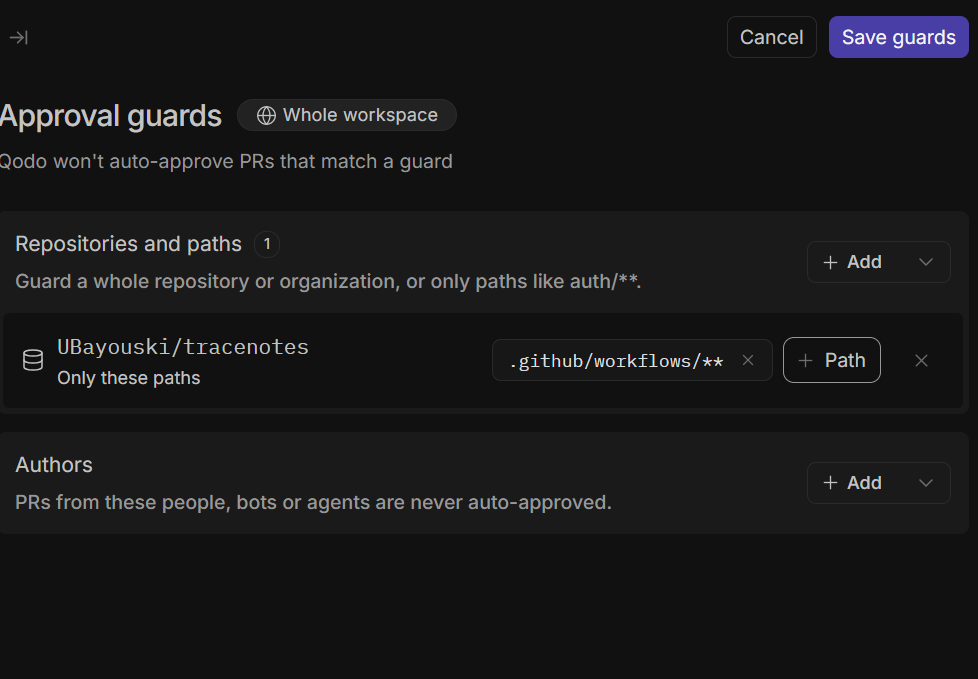 Cancel
Save guards
Approval guards
Whole workspace
Qodo won't auto-approve PRs that match a guard
Repositories and paths 1
Guard a whole repository or organization, or only paths like auth/**.
+ Add
UBayouski/tracenotes
Only these paths
.github/workflows/**
+ Path
Authors
PRs from these people, bots or agents are never auto-approved.
+ Add